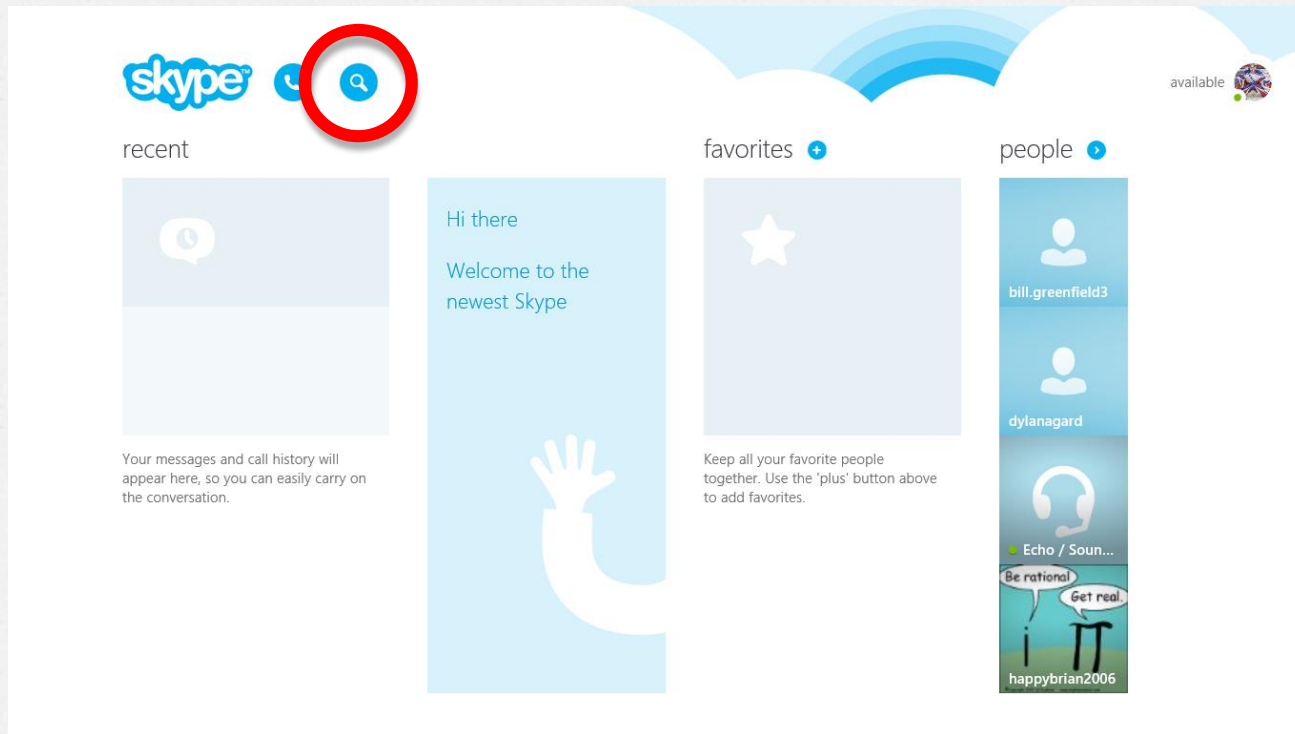 skype™
available
recent
favorites
people
Hi there
Welcome to the
newest Skype
Your messages and call history will
appear here, so you can easily carry on
the conversation.
Keep all your favorite people
together. Use the 'plus' button above
to add favorites.
bill.greenfield3
dylanagard
Echo / Soun...
Be rational
Get real.
i π
happybrian2006